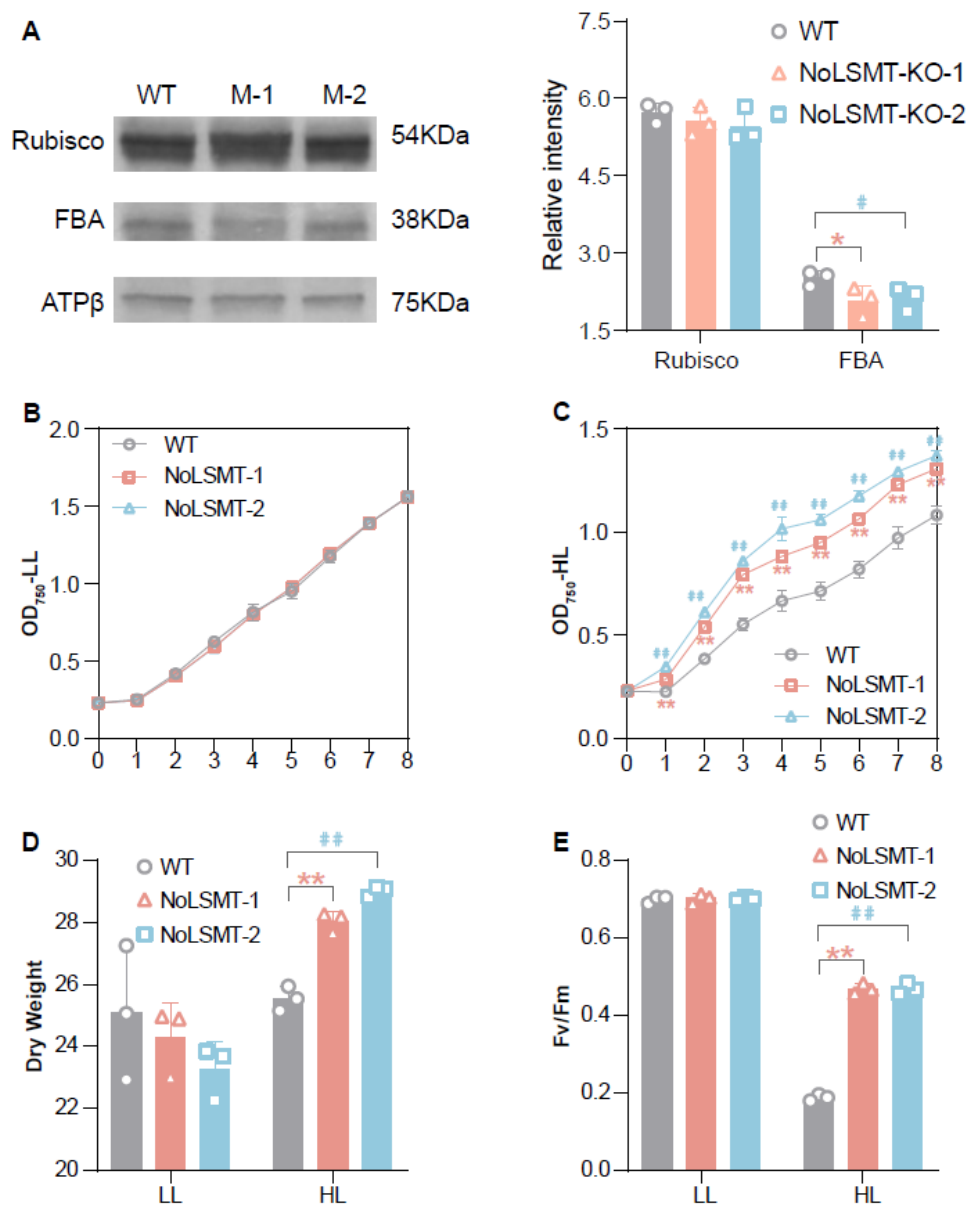 A
WT M-1 M-2
Rubisco 54KDa
FBA 38KDa
ATPβ 75KDa
WT
NoLSMT-KO-1
NoLSMT-KO-2
Relative intensity
7.5
6.0
4.5
3.0
1.5
#
*
Rubisco FBA
B
WT
NoLSMT-1
NoLSMT-2
OD750-LL
2.0
1.5
1.0
0.5
0.0
0 1 2 3 4 5 6 7 8
C
OD750-HL
1.5
1.0
0.5
0.0
## ## ## ## ## ## ## ##
** ** ** ** ** ** ** **
WT
NoLSMT-1
NoLSMT-2
0 1 2 3 4 5 6 7 8
D
WT
NoLSMT-1
NoLSMT-2
Dry Weight
30
28
26
24
22
20
##
**
LL HL
E
WT
NoLSMT-1
NoLSMT-2
Fv/Fm
0.8
0.6
0.4
0.2
0.0
##
**
LL HL